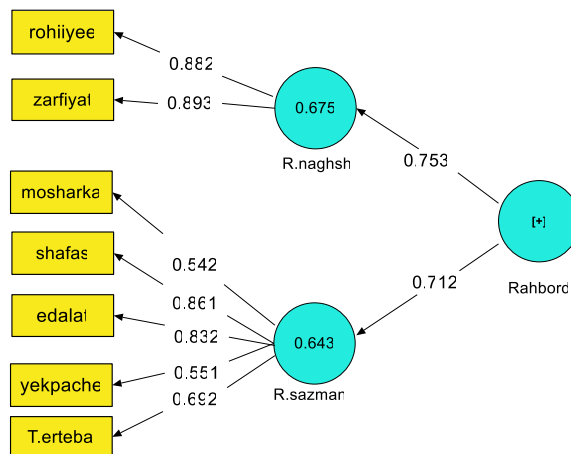 rohiiyee
0.882
zarfiyat
0.893
0.675
R.naghsh
0.753
mosharka
[+]
shafas
0.542
Rahbord
0.861
0.712
edalat
0.832
0.643
yekpache
0.551
R.sazman
0.692
T.erteba